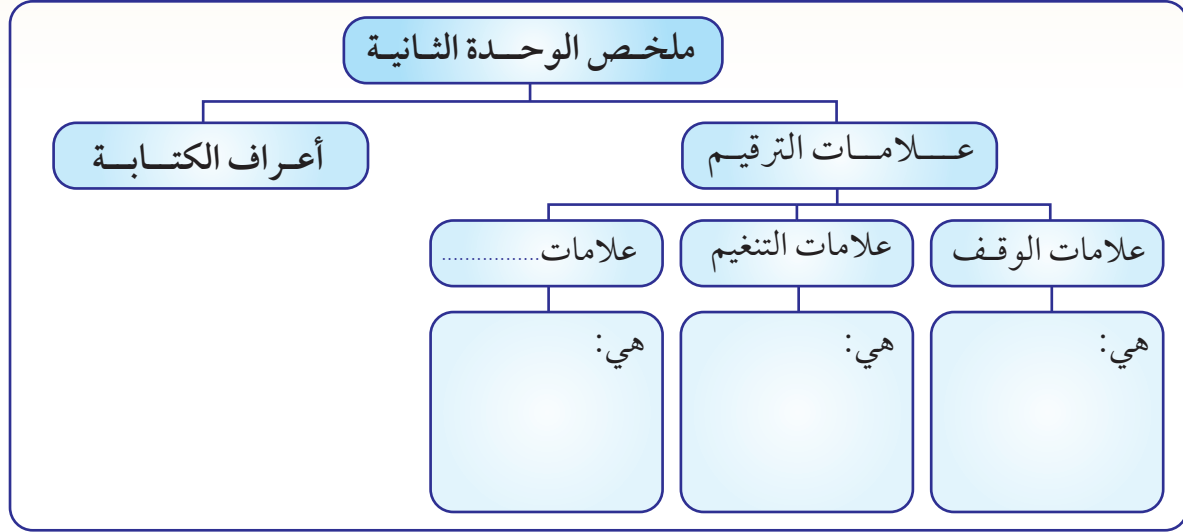 ملخص الوحدة الثانية
علامات الترقيم
أعراف الكتابة
علامات الوقف
علامات التنغيم
علامات.................
هي:
هي:
هي: